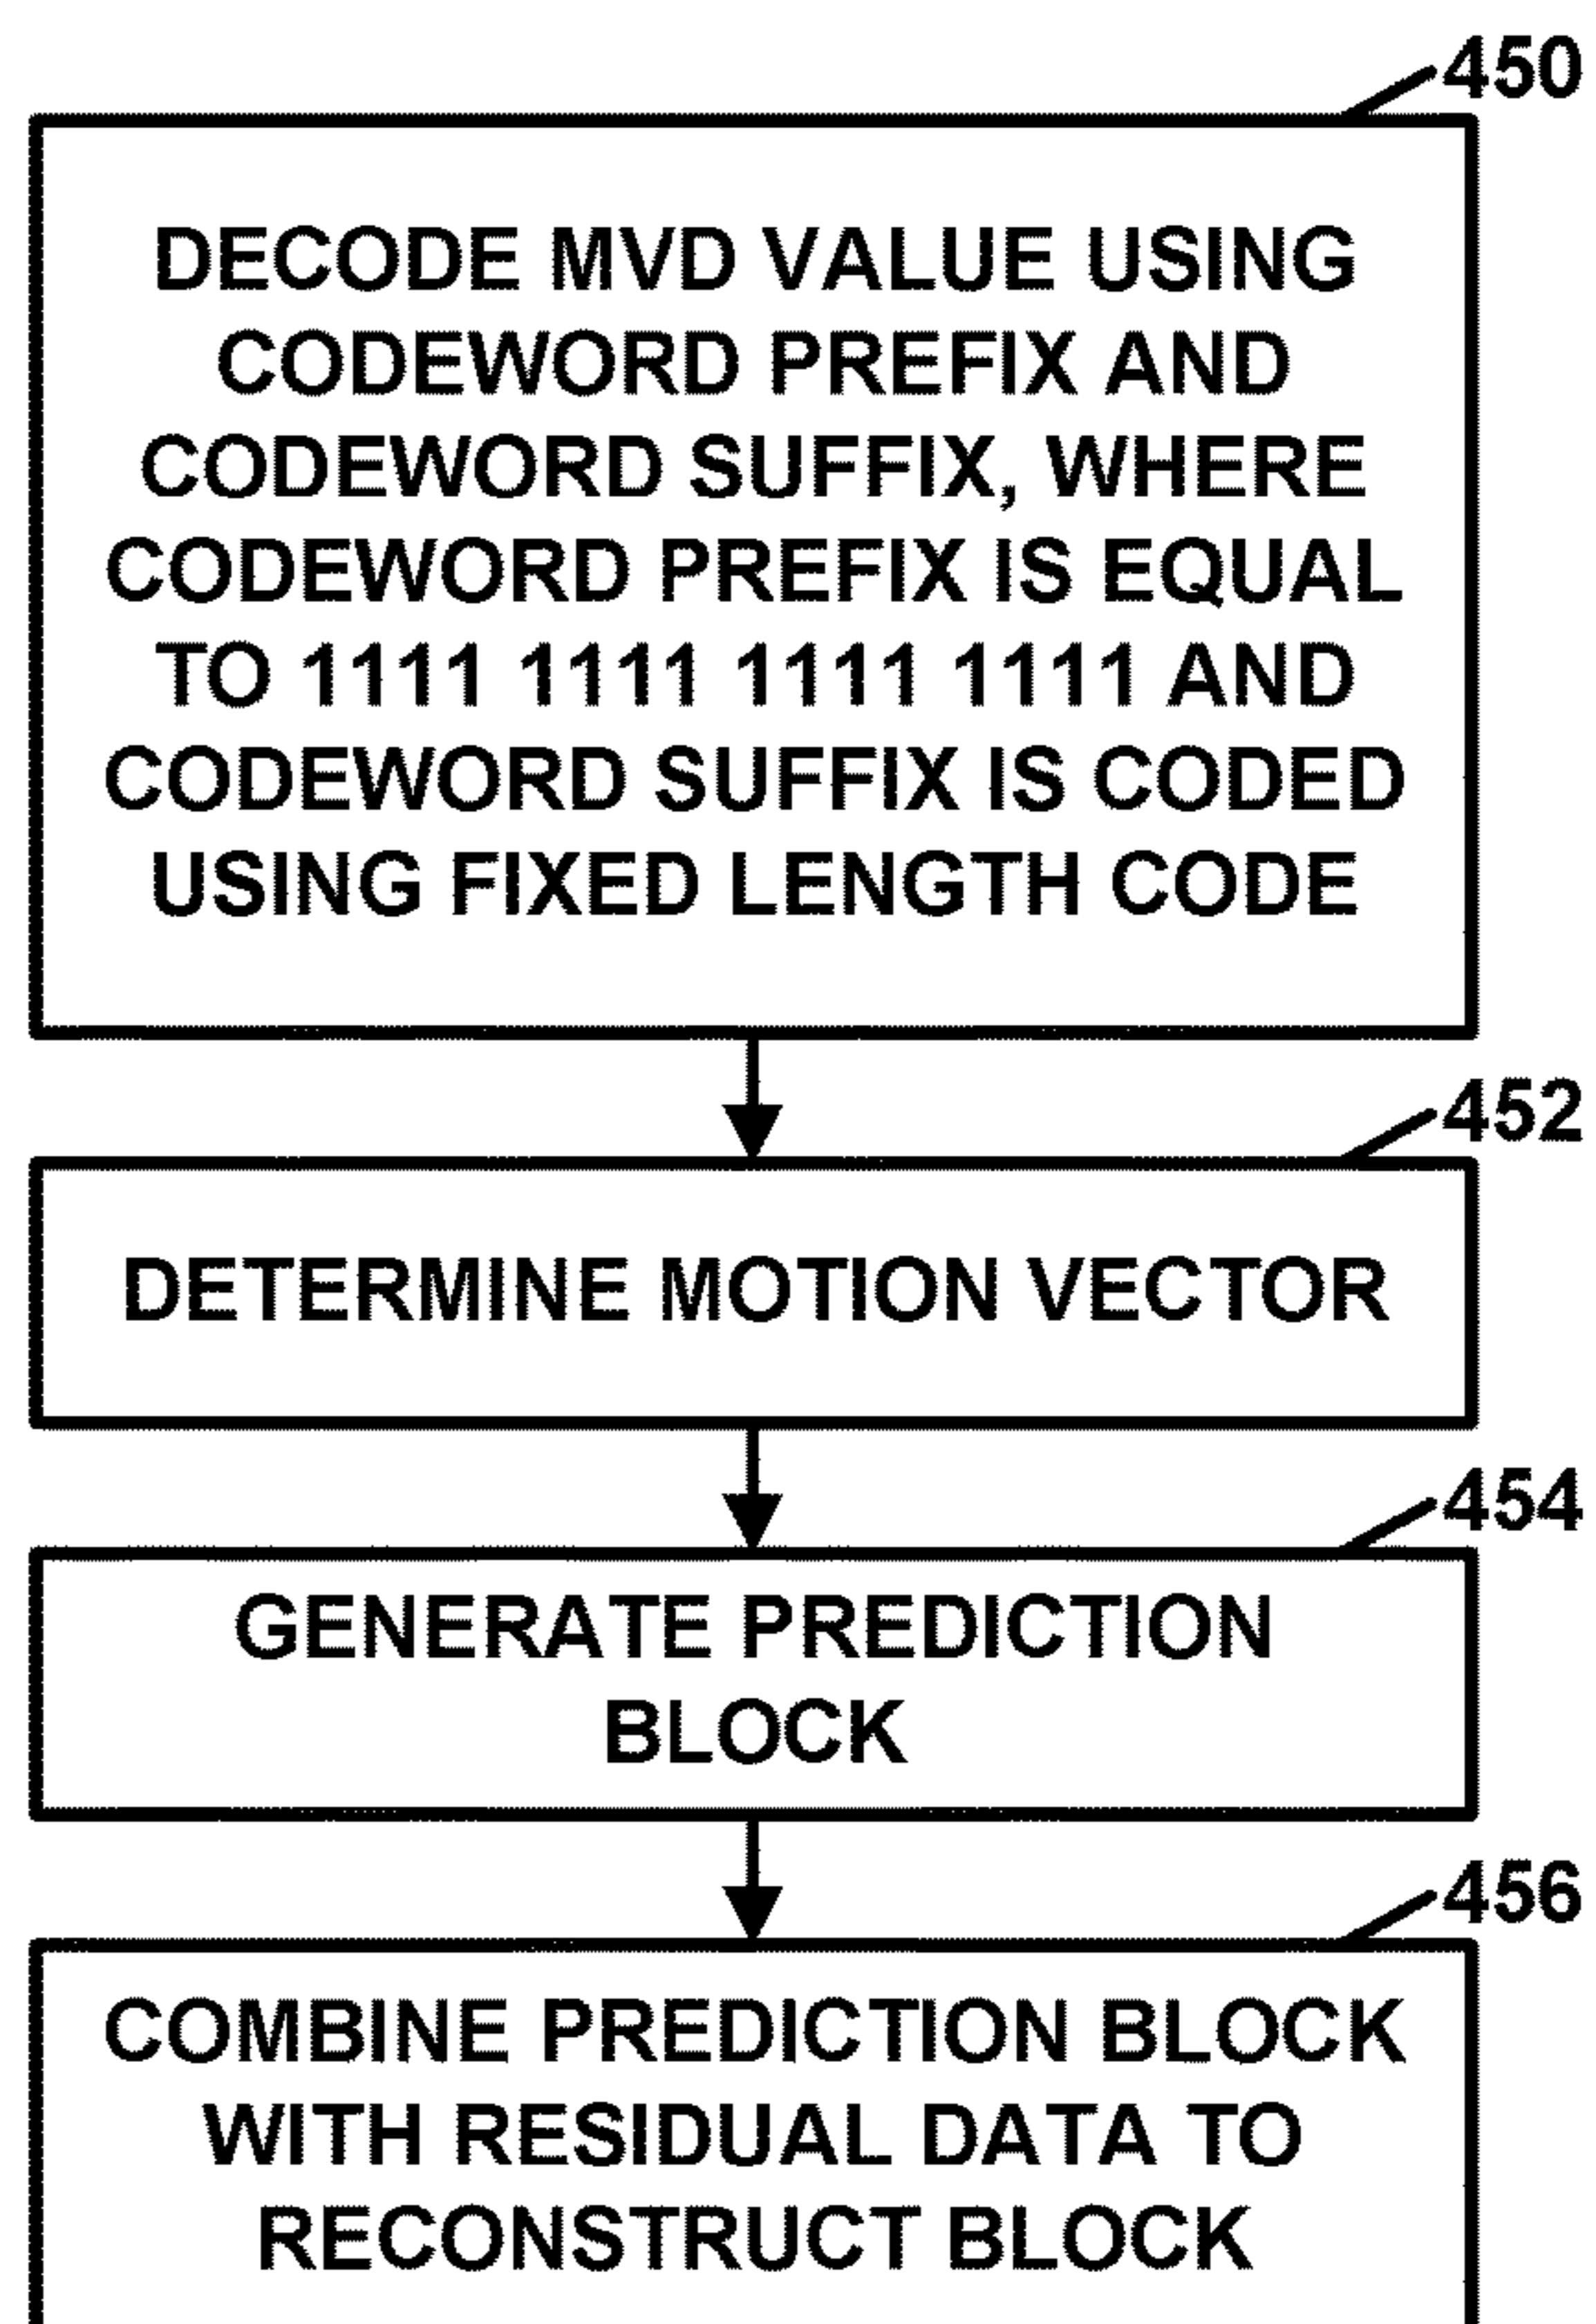 450
DECODE MVD VALUE USING
CODEWORD PREFIX AND
CODEWORD SUFFIX, WHERE
CODEWORD PREFIX IS EQUAL
TO 1111 1111 1111 1111 AND
CODEWORD SUFFIX IS CODED
USING FIXED LENGTH CODE
452
DETERMINE MOTION VECTOR
454
GENERATE PREDICTION
BLOCK
456
COMBINE PREDICTION BLOCK
WITH RESIDUAL DATA TO
RECONSTRUCT BLOCK